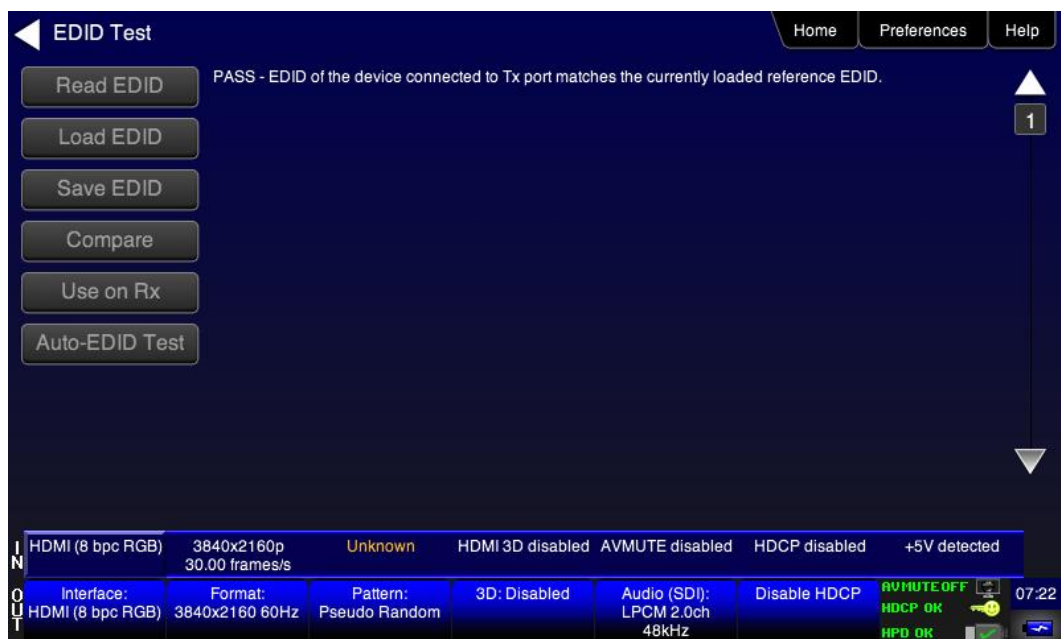 EDID Test
Home
Preferences
Help
Read EDID
PASS - EDID of the device connected to Tx port matches the currently loaded reference EDID.
1
Load EDID
Save EDID
Compare
Use on Rx
Auto-EDID Test
IN
HDMI (8 bpc RGB)
3840x2160p
30.00 frames/s
Unknown
HDMI 3D disabled
AVMUTE disabled
HDCP disabled
+5V detected
OUT
Interface:
HDMI (8 bpc RGB)
Format:
3840x2160 60Hz
Pattern:
Pseudo Random
3D: Disabled
Audio (SDI):
LPCM 2.0ch
48kHz
Disable HDCP
AVMUTEOFF
HDCP OK
HPD OK
07:22